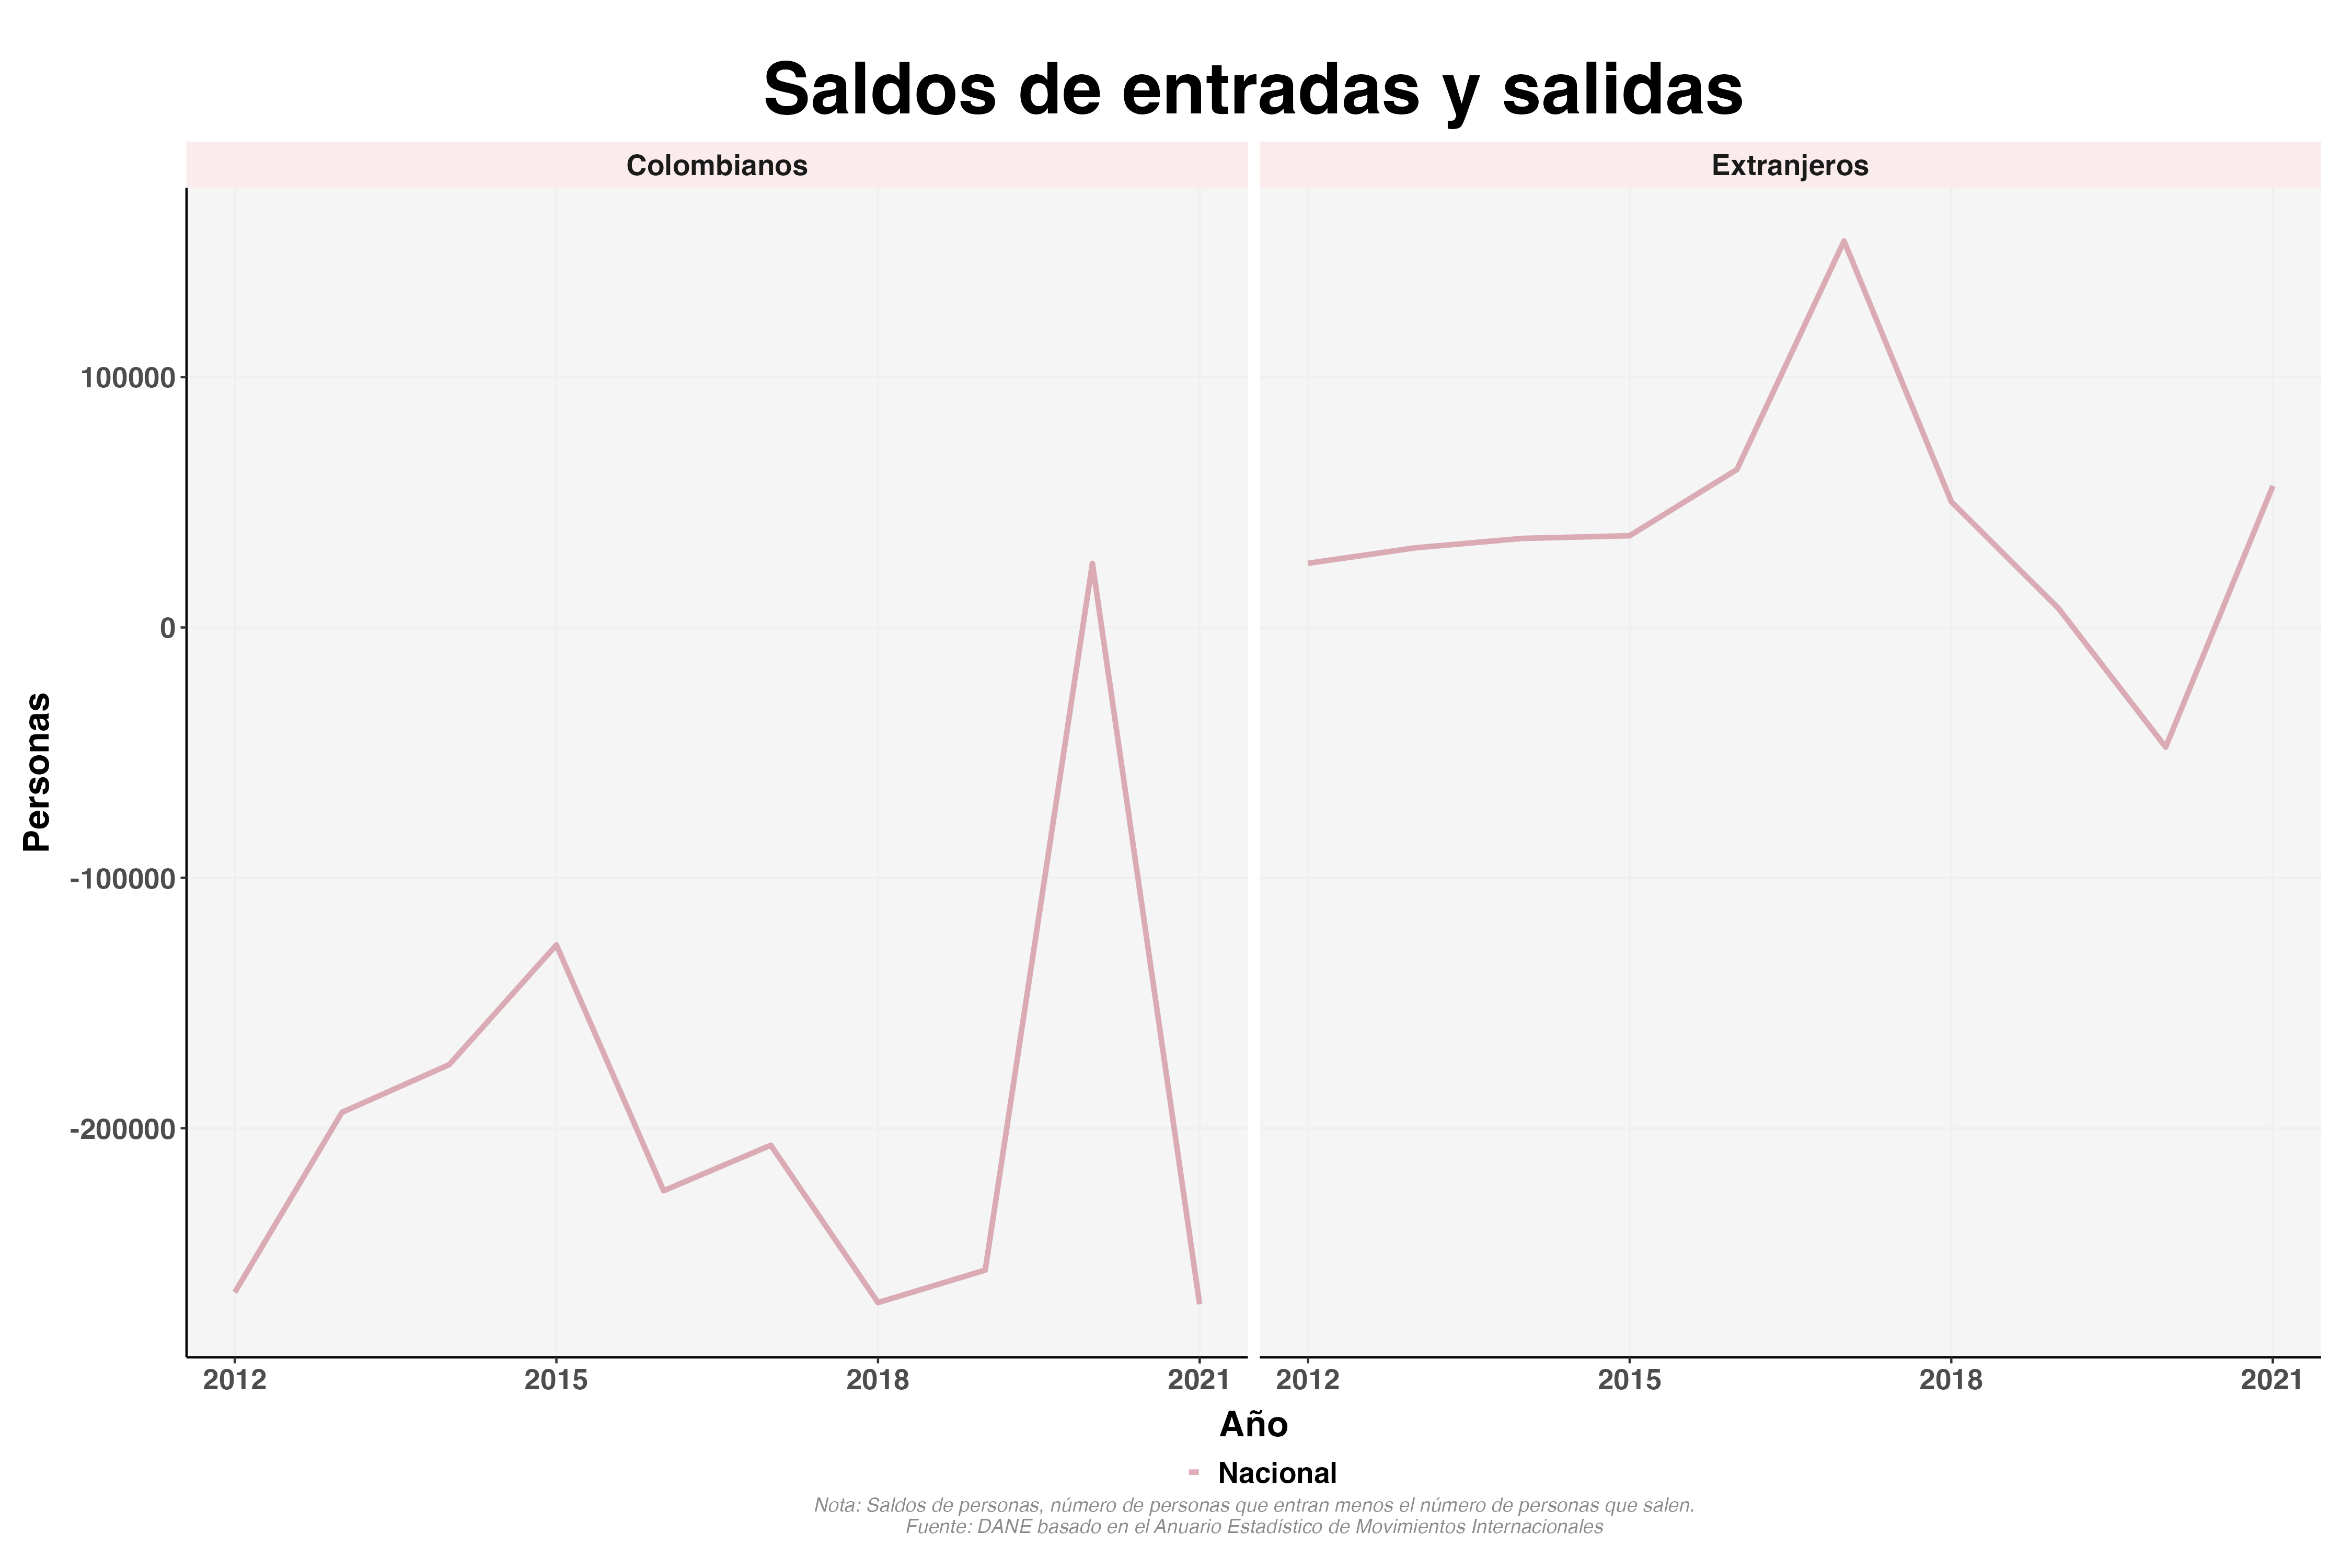 Saldos de entradas y salidas
Colombianos
Extranjeros
100000
0
-100000
-200000
Personas
2012 2015 2018 2021
2012 2015 2018 2021
Año
Nacional
Nota: Saldos de personas, número de personas que entran menos el número de personas que salen.
Fuente: DANE basado en el Anuario Estadístico de Movimientos Internacionales